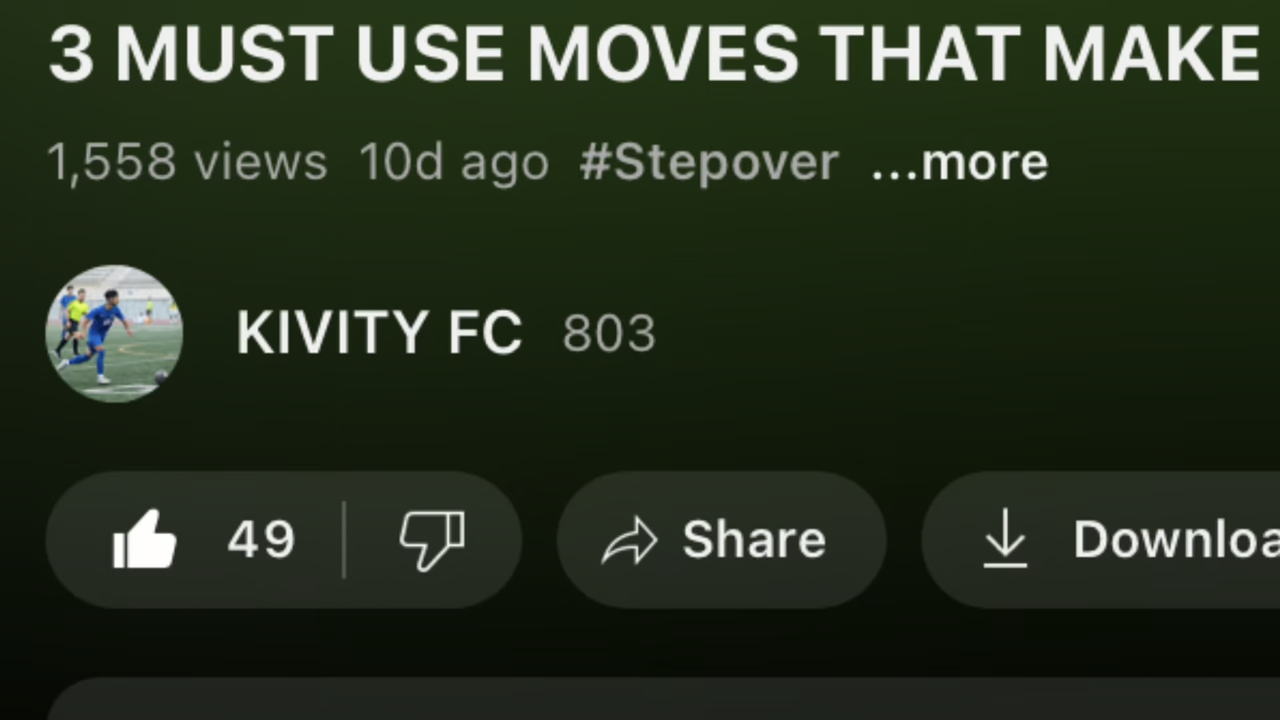 3 MUST USE MOVES THAT MAKE
1,558 views 10d ago #Stepover ...more
KIVITY FC 803
49 Share Downloa